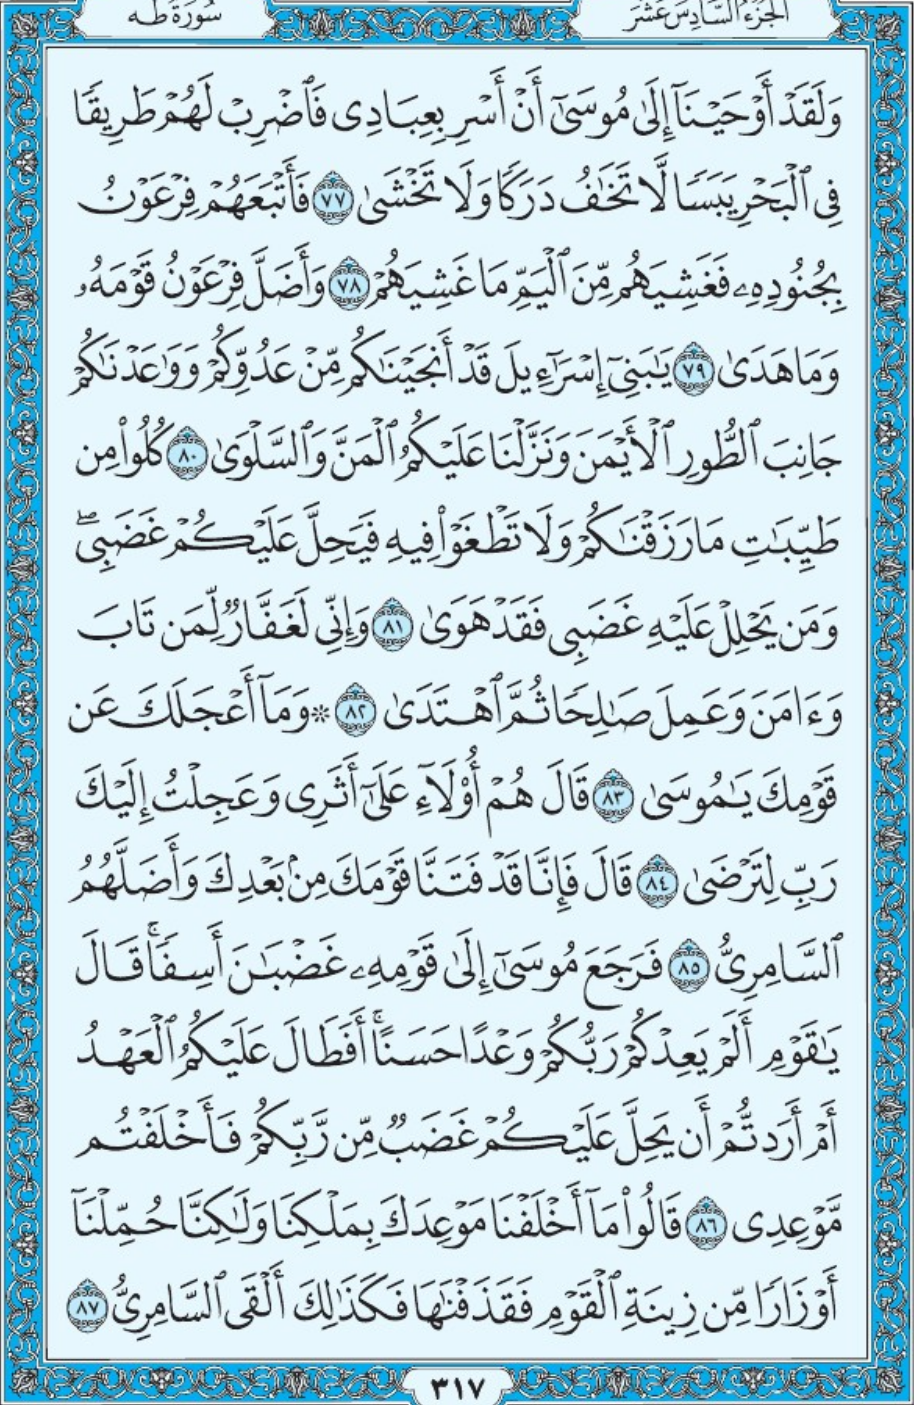 الجزء السادس عشر
سورة طه
وَلَقَدْ أَوْحَيْنَآ إِلَىٰ مُوسَىٰٓ أَنْ أَسْرِ بِعِبَادِى فَٱضْرِبْ لَهُمْ طَرِيقًا
فِى ٱلْبَحْرِ يَبَسًا لَّا تَخَٰفُ دَرَكًا وَلَا تَخْشَىٰ ٧٧ فَأَتْبَعَهُمْ فِرْعَوْنُ
بِجُنُودِهِۦ فَغَشِيَهُم مِّنَ ٱلْيَمِّ مَا غَشِيَهُمْ ٧٨ وَأَضَلَّ فِرْعَوْنُ قَوْمَهُۥ
وَمَا هَدَىٰ ٧٩ يَٰبَنِىٓ إِسْرَٰٓءِيلَ قَدْ أَنجَيْنَٰكُم مِّنْ عَدُوِّكُمْ وَوَٰعَدْنَٰكُمْ
جَانِبَ ٱلطُّورِ ٱلْأَيْمَنَ وَنَزَّلْنَا عَلَيْكُمُ ٱلْمَنَّ وَٱلسَّلْوَىٰ ٨٠ كُلُوا۟ مِن
طَيِّبَٰتِ مَا رَزَقْنَٰكُمْ وَلَا تَطْغَوْا۟ فِيهِ فَيَحِلَّ عَلَيْكُمْ غَضَبِى ۖ
وَمَن يَحْلِلْ عَلَيْهِ غَضَبِى فَقَدْ هَوَىٰ ٨١ وَإِنِّى لَغَفَّارٌ لِّمَن تَابَ
وَءَامَنَ وَعَمِلَ صَٰلِحًا ثُمَّ ٱهْتَدَىٰ ٨٢ * وَمَآ أَعْجَلَكَ عَن
قَوْمِكَ يَٰمُوسَىٰ ٨٣ قَالَ هُمْ أُو۟لَآءِ عَلَىٰٓ أَثَرِى وَعَجِلْتُ إِلَيْكَ
رَبِّ لِتَرْضَىٰ ٨٤ قَالَ فَإِنَّا قَدْ فَتَنَّا قَوْمَكَ مِنۢ بَعْدِكَ وَأَضَلَّهُمُ
ٱلسَّامِرِىُّ ٨٥ فَرَجَعَ مُوسَىٰٓ إِلَىٰ قَوْمِهِۦ غَضْبَٰنَ أَسِفًا ۚ قَالَ
يَٰقَوْمِ أَلَمْ يَعِدْكُمْ رَبُّكُمْ وَعْدًا حَسَنًا ۚ أَفَطَالَ عَلَيْكُمُ ٱلْعَهْدُ
أَمْ أَرَدتُّمْ أَن يَحِلَّ عَلَيْكُمْ غَضَبٌ مِّن رَّبِّكُمْ فَأَخْلَفْتُم
مَّوْعِدِى ٨٦ قَالُوا۟ مَآ أَخْلَفْنَا مَوْعِدَكَ بِمَلْكِنَا وَلَٰكِنَّا حُمِّلْنَآ
أَوْزَارًا مِّن زِينَةِ ٱلْقَوْمِ فَقَذَفْنَٰهَا فَكَذَٰلِكَ أَلْقَى ٱلسَّامِرِىُّ ٨٧
٣١٧